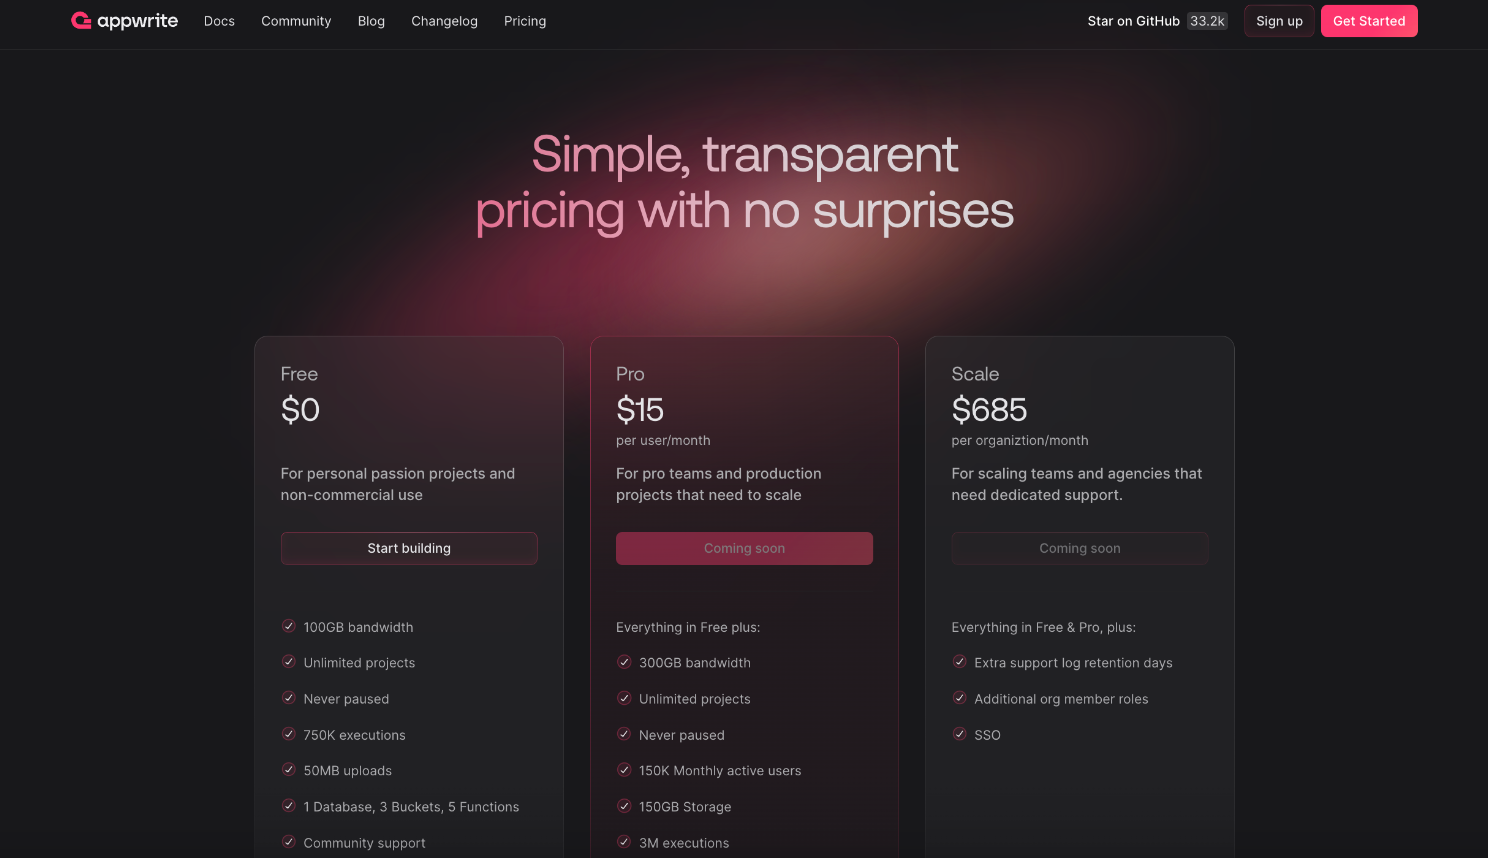 appwrite Docs Community Blog Changelog Pricing Star on GitHub 33.2k Sign up Get Started
Simple, transparent
pricing with no surprises
Free
$0
For personal passion projects and
non-commercial use
Start building
100GB bandwidth
Unlimited projects
Never paused
750K executions
50MB uploads
1 Database, 3 Buckets, 5 Functions
Community support
Pro
$15
per user/month
For pro teams and production
projects that need to scale
Coming soon
Everything in Free plus:
300GB bandwidth
Unlimited projects
Never paused
150K Monthly active users
150GB Storage
3M executions
Scale
$685
per organiztion/month
For scaling teams and agencies that
need dedicated support.
Coming soon
Everything in Free & Pro, plus:
Extra support log retention days
Additional org member roles
SSO